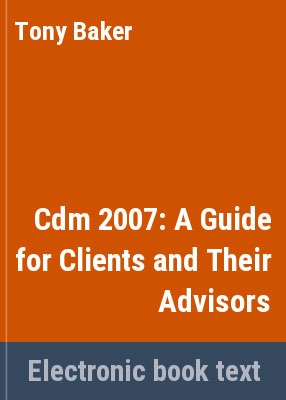 Tony Baker
Cdm 2007: A Guide
for Clients and Their
Advisors
Electronic book text